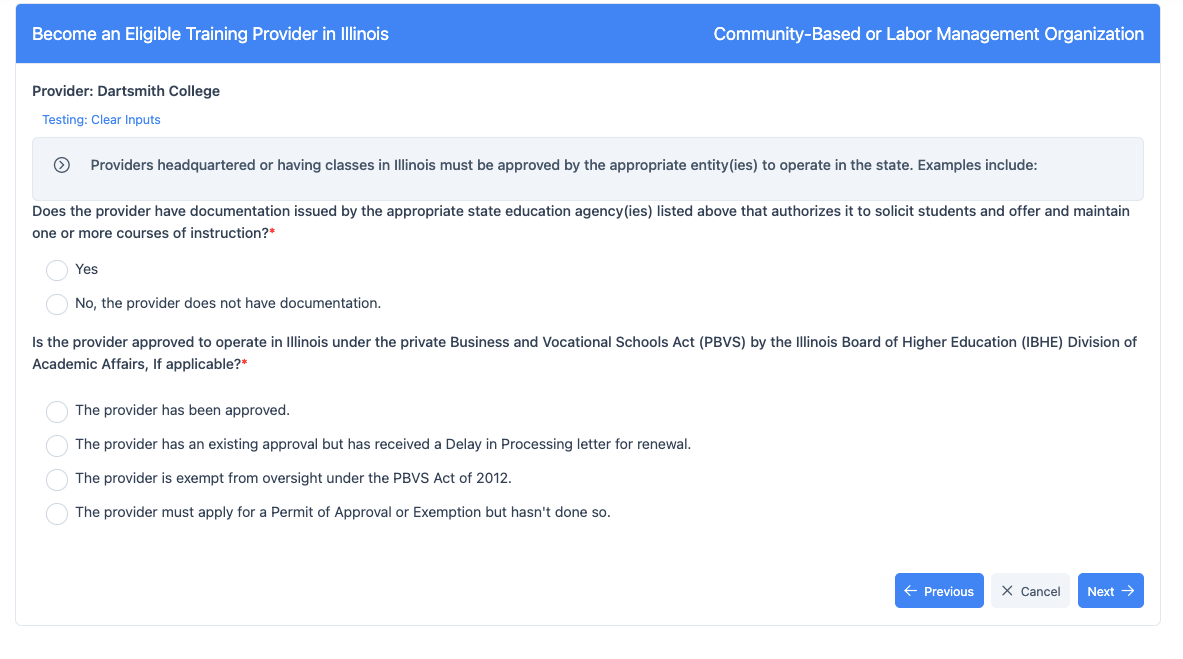 Become an Eligible Training Provider in Illinois
Community-Based or Labor Management Organization
Provider: Dartsmith College
Testing: Clear Inputs
Providers headquartered or having classes in Illinois must be approved by the appropriate entity(ies) to operate in the state. Examples include:
Does the provider have documentation issued by the appropriate state education agency(ies) listed above that authorizes it to solicit students and offer and maintain
one or more courses of instruction?*
Yes
No, the provider does not have documentation.
Is the provider approved to operate in Illinois under the private Business and Vocational Schools Act (PBVS) by the Illinois Board of Higher Education (IBHE) Division of
Academic Affairs, If applicable?*
The provider has been approved.
The provider has an existing approval but has received a Delay in Processing letter for renewal.
The provider is exempt from oversight under the PBVS Act of 2012.
The provider must apply for a Permit of Approval or Exemption but hasn't done so.
Previous
Cancel
Next